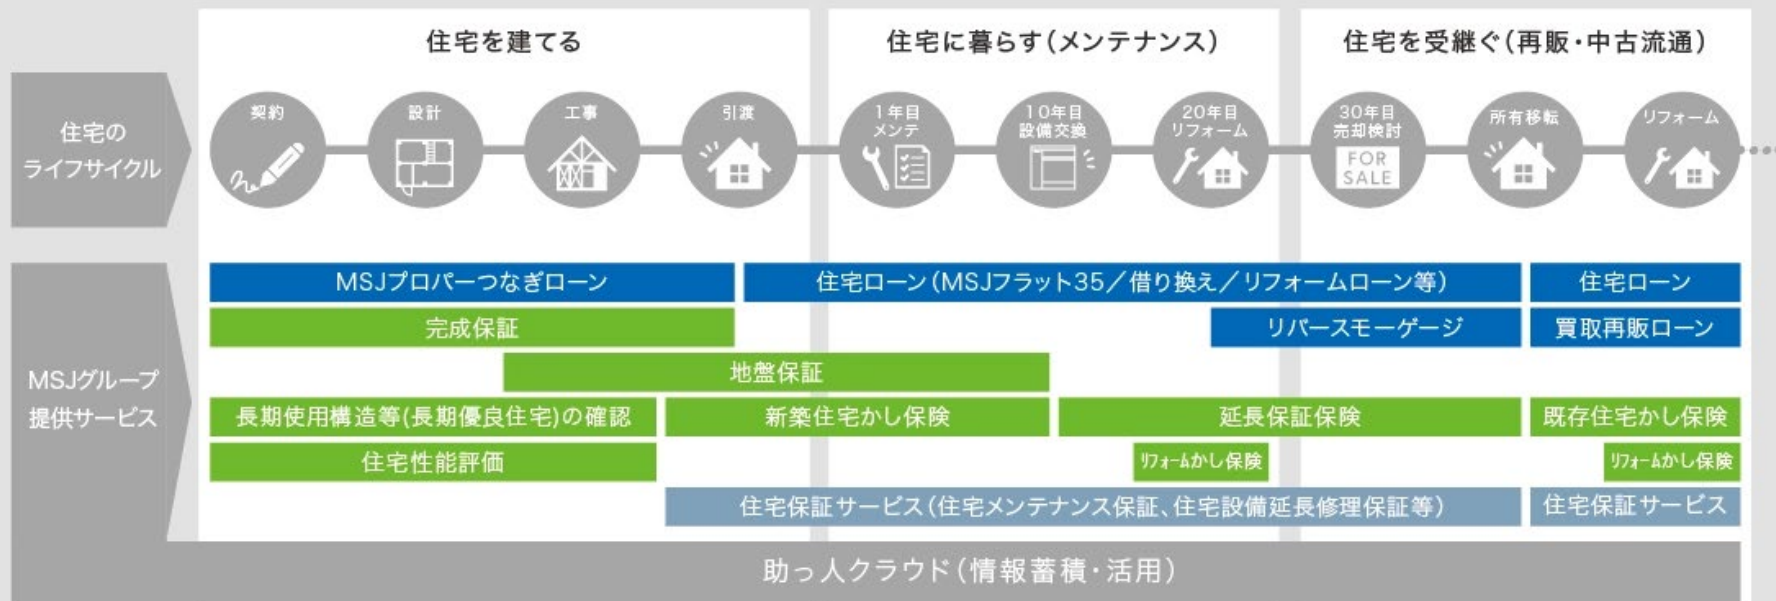 住宅を建てる
住宅に暮らす(メンテナンス)
住宅を受継ぐ(再販・中古流通)
住宅の
ライフサイクル
契約
設計
工事
引渡
1年目
メンテ
10年目
設備交換
20年目
リフォーム
30年目
売却検討
FOR
SALE
所有移転
リフォーム
MSJグループ
提供サービス
MSJプロパーつなぎローン
住宅ローン(MSJフラット35/借り換え/リフォームローン等)
住宅ローン
完成保証
リバースモーゲージ
買取再販ローン
地盤保証
長期使用構造等(長期優良住宅)の確認
新築住宅かし保険
延長保証保険
既存住宅かし保険
住宅性能評価
リフォームかし保険
リフォームかし保険
住宅保証サービス(住宅メンテナンス保証、住宅設備延長修理保証等)
住宅保証サービス
助っ人クラウド(情報蓄積・活用)